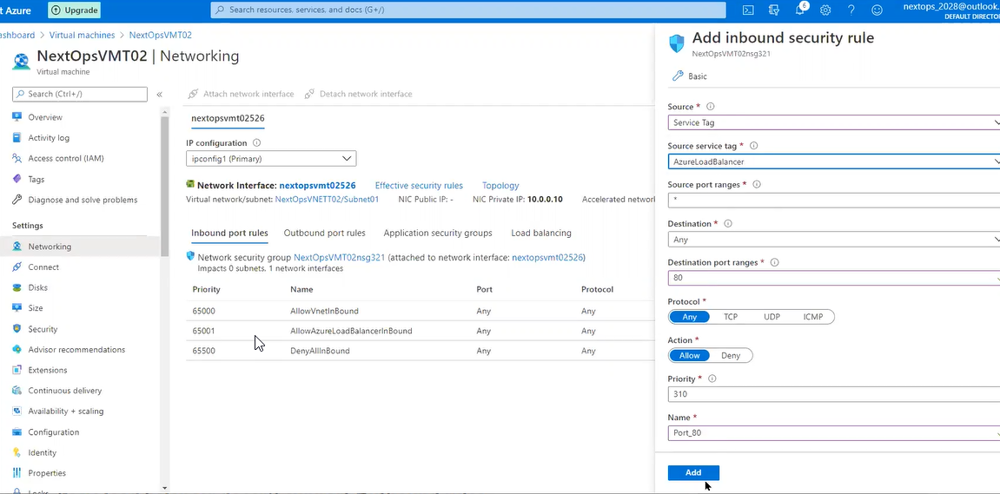 t Azure
Upgrade
Search resources, services, and docs (G+/)
6
nextops_2028@outlook.
DEFAULT DIRECTOR
ashboard > Virtual machines > NextOpsVMT02
NextOpsVMT02 | Networking
Virtual machine
Search (Ctrl+/)
«
Overview
Activity log
Access control (IAM)
Tags
Diagnose and solve problems
Settings
Networking
Connect
Disks
Size
Security
Advisor recommendations
Extensions
Continuous delivery
Availability + scaling
Configuration
Identity
Properties
Locks
Attach network interface Detach network interface
nextopsvmt02526
IP configuration
ipconfig1 (Primary)
Network Interface: nextopsvmt02526 Effective security rules Topology
Virtual network/subnet: NextOpsVNETT02/Subnet01 NIC Public IP: - NIC Private IP: 10.0.0.10 Accelerated network
Inbound port rules Outbound port rules Application security groups Load balancing
Network security group NextOpsVMT02nsg321 (attached to network interface: nextopsvmt02526)
Impacts 0 subnets, 1 network interfaces
Priority Name Port Protocol
65000 AllowVnetInBound Any Any
65001 AllowAzureLoadBalancerInBound Any Any
65500 DenyAllInBound Any Any
Add inbound security rule
NextOpsVMT02nsg321
Basic
Source *
Service Tag
Source service tag *
AzureLoadBalancer
Source port ranges *
*
Destination *
Any
Destination port ranges *
80
Protocol *
Any TCP UDP ICMP
Action *
Allow Deny
Priority *
310
Name *
Port_80
Add